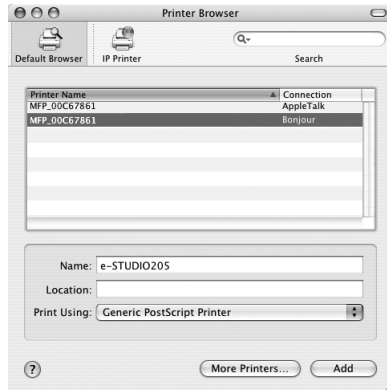 Printer Browser
Default Browser IP Printer Search
Printer Name Connection
MFP_00C67861 AppleTalk
MFP_00C67861 Bonjour
Name: e-STUDIO205
Location:
Print Using: Generic PostScript Printer
? More Printers... Add